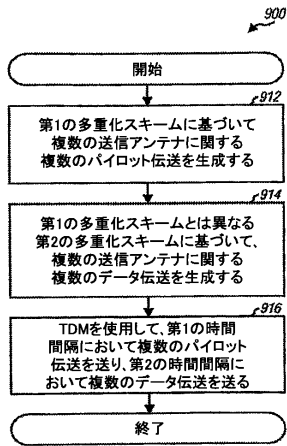 900
開始
912
第1の多重化スキームに基づいて
複数の送信アンテナに関する
複数のパイロット伝送を生成する
914
第1の多重化スキームとは異なる
第2の多重化スキームに基づいて、
複数の送信アンテナに関する
複数のデータ伝送を生成する
916
TDMを使用して、第1の時間
間隔において複数のパイロット
伝送を送り、第2の時間間隔に
おいて複数のデータ伝送を送る
終了